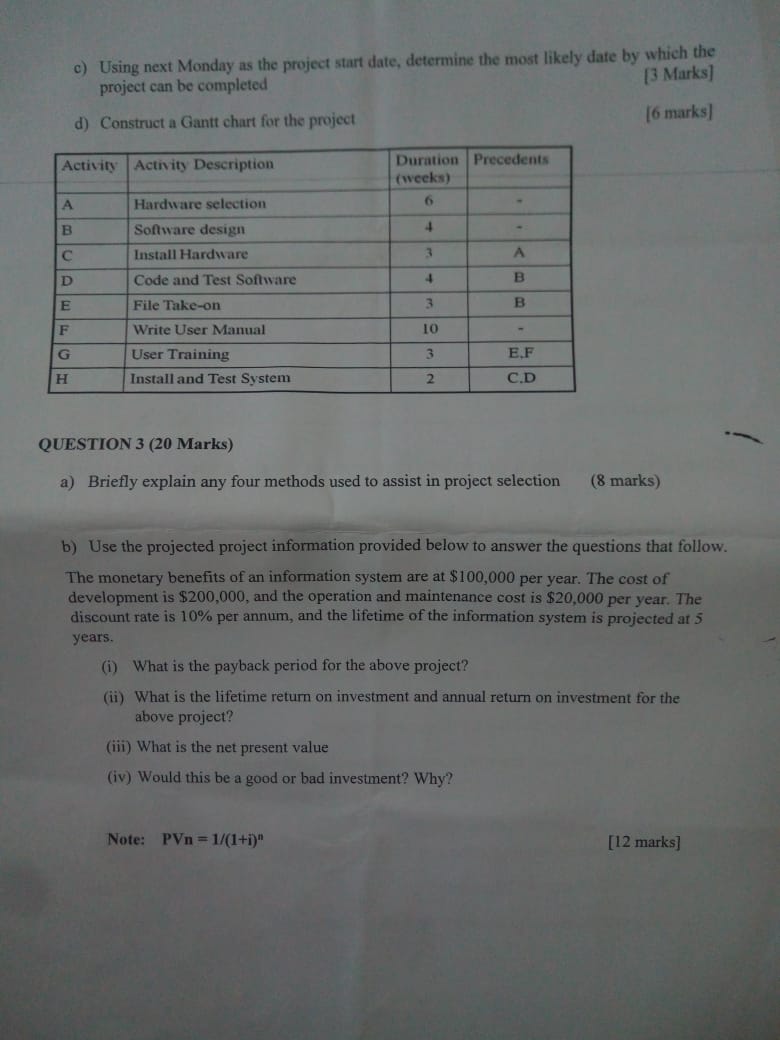 c) Using next Monday as the project start date, determine the most likely date by which the
project can be completed [3 Marks]
d) Construct a Gantt chart for the project [6 marks]
Activity Activity Description Duration (weeks) Precedents
A Hardware selection 6 -
B Software design 4 -
C Install Hardware 3 A
D Code and Test Software 4 B
E File Take-on 3 B
F Write User Manual 10 -
G User Training 3 E,F
H Install and Test System 2 C,D
QUESTION 3 (20 Marks)
a) Briefly explain any four methods used to assist in project selection (8 marks)
b) Use the projected project information provided below to answer the questions that follow.
The monetary benefits of an information system are at $100,000 per year. The cost of
development is $200,000, and the operation and maintenance cost is $20,000 per year. The
discount rate is 10% per annum, and the lifetime of the information system is projected at 5
years.
(i) What is the payback period for the above project?
(ii) What is the lifetime return on investment and annual return on investment for the
above project?
(iii) What is the net present value
(iv) Would this be a good or bad investment? Why?
Note: PVn = 1/(1+i)ⁿ [12 marks]